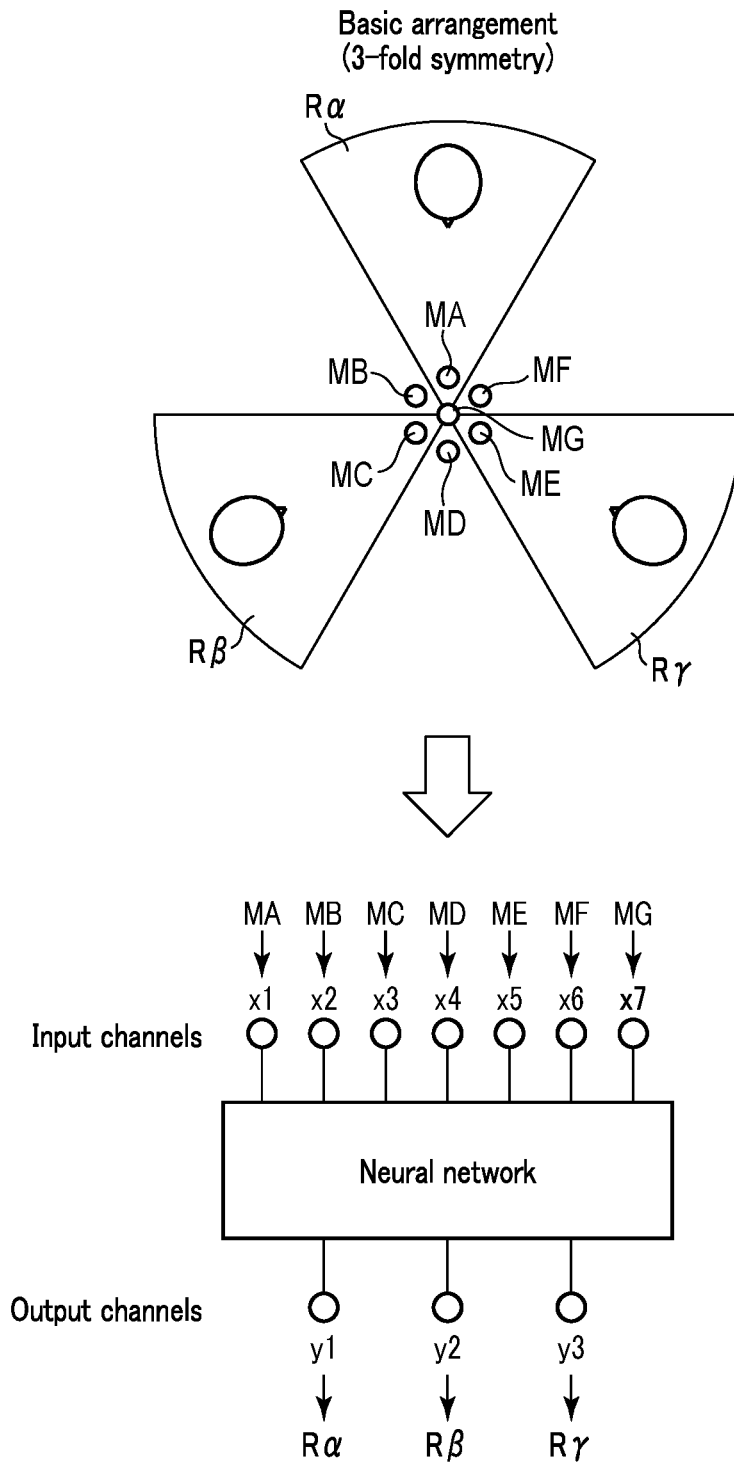 Basic arrangement
(3-fold symmetry)
Rα
MA
MB
MF
MG
MC
ME
MD
Rβ
Rγ
MA MB MC MD ME MF MG
x1 x2 x3 x4 x5 x6 x7
Input channels
Neural network
Output channels
y1 y2 y3
Rα Rβ Rγ